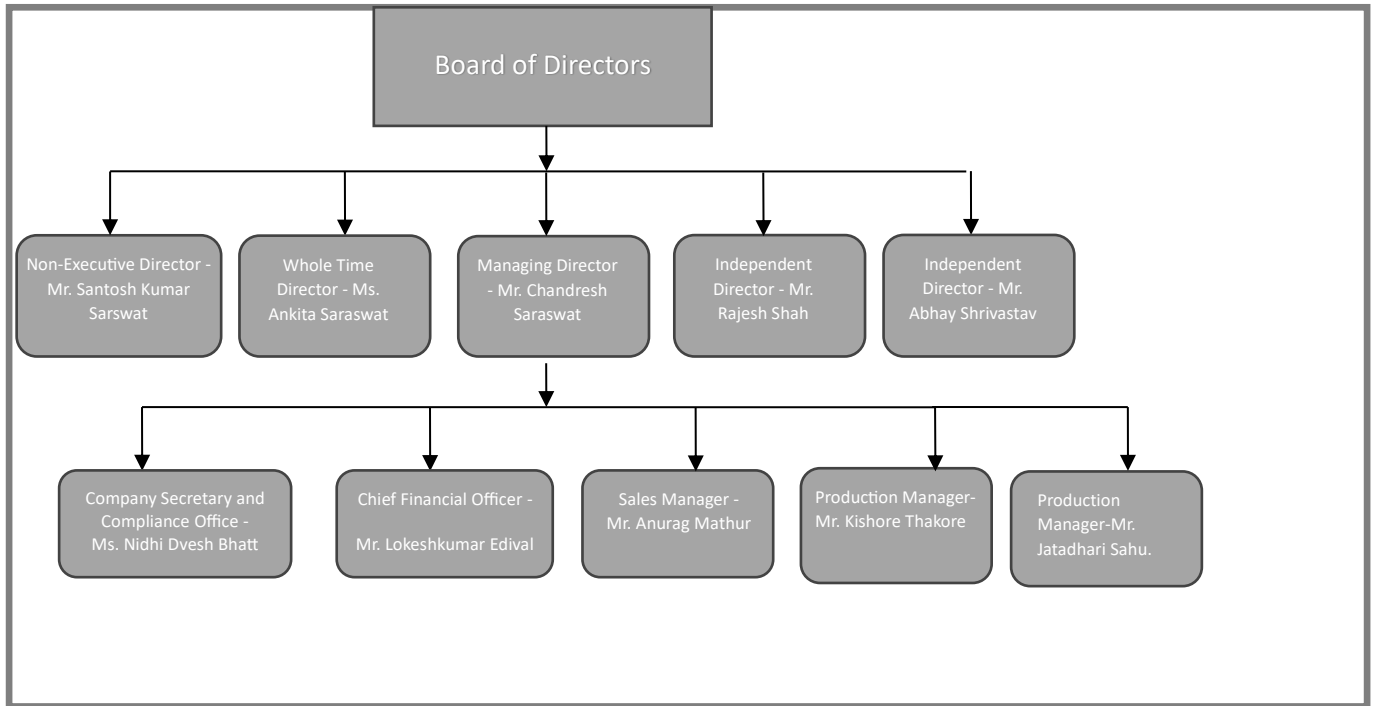 Board of Directors
Non-Executive Director -
Mr. Santosh Kumar
Sarswat
Whole Time
Director - Ms.
Ankita Saraswat
Managing Director
- Mr. Chandresh
Saraswat
Independent
Director - Mr.
Rajesh Shah
Independent
Director - Mr.
Abhay Shrivastav
Company Secretary and
Compliance Office -
Ms. Nidhi Dvesh Bhatt
Chief Financial Officer -
Mr. Lokeshkumar Edival
Sales Manager -
Mr. Anurag Mathur
Production Manager-
Mr. Kishore Thakore
Production
Manager-Mr.
Jatadhari Sahu.